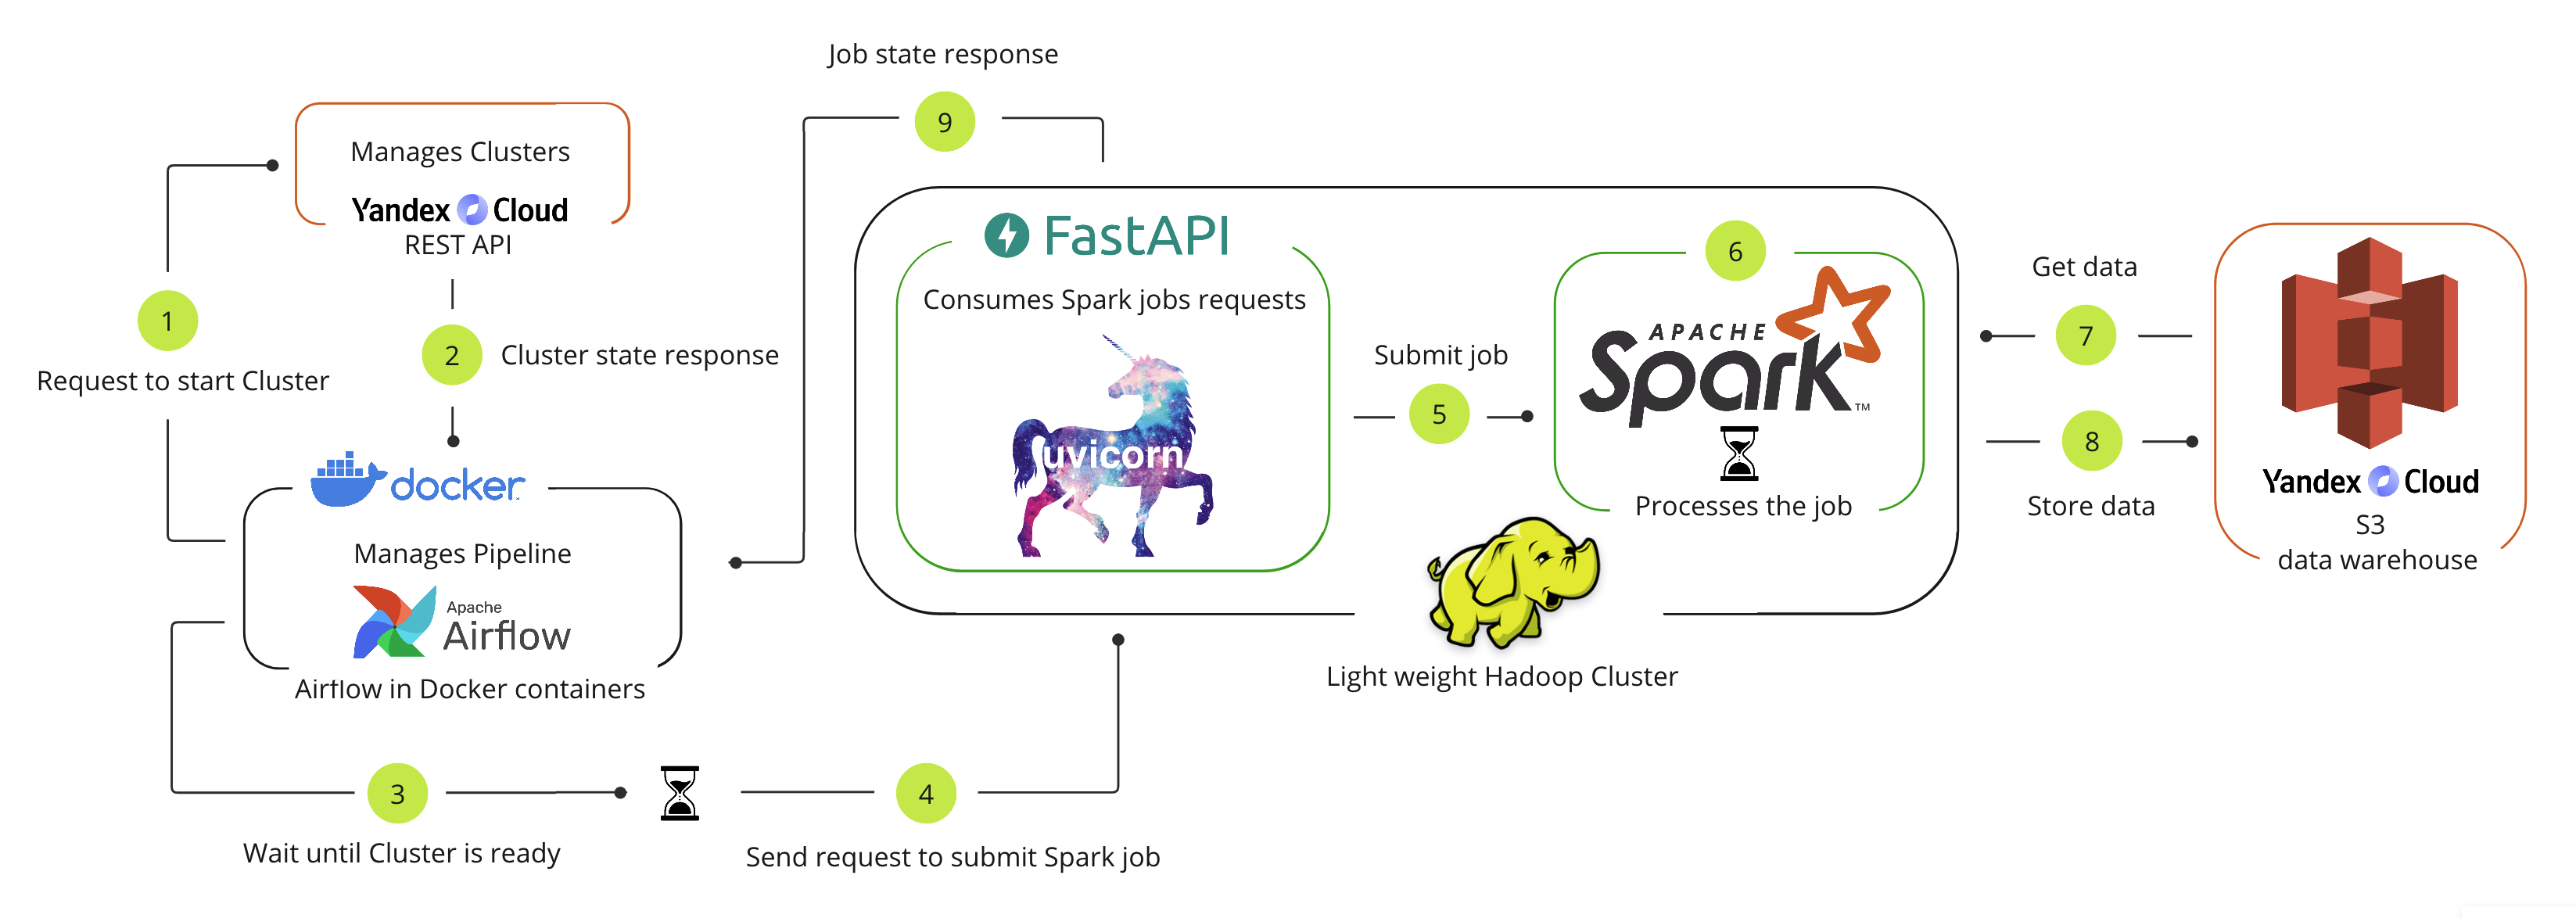 Job state response
9
Manages Clusters
Yandex Cloud
REST API
1
Request to start Cluster
2
Cluster state response
docker
Manages Pipeline
Apache
Airflow
Airflow in Docker containers
3
Wait until Cluster is ready
4
Send request to submit Spark job
FastAPI
Consumes Spark jobs requests
uvicorn
Submit job
5
6
APACHE
Spark™
Processes the job
Light weight Hadoop Cluster
Get data
7
8
Store data
Yandex Cloud
S3
data warehouse